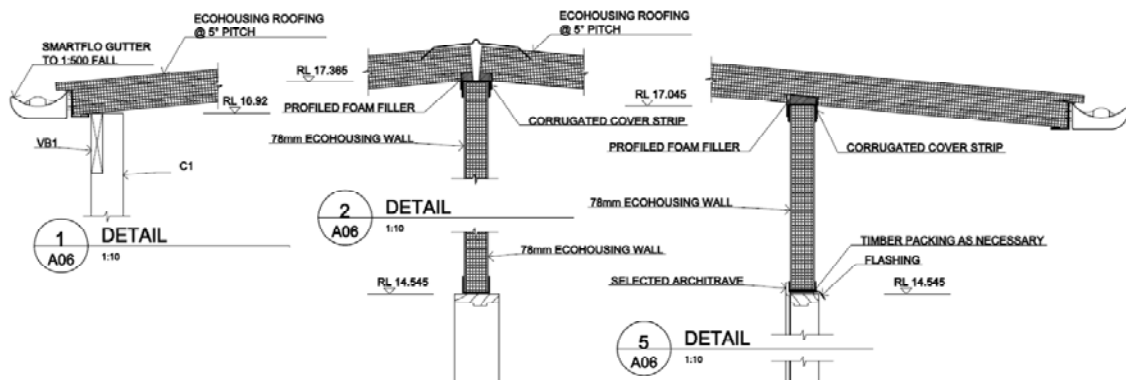 SMARTFLO GUTTER
TO 1:500 FALL
ECOHOUSING ROOFING
@ 5° PITCH
RL 16.92
VB1
C1
1
A06
DETAIL
1:10
ECOHOUSING ROOFING
@ 5° PITCH
RL 17.365
PROFILED FOAM FILLER
CORRUGATED COVER STRIP
78mm ECOHOUSING WALL
2
A06
DETAIL
1:10
78mm ECOHOUSING WALL
RL 14.545
RL 17.045
PROFILED FOAM FILLER
CORRUGATED COVER STRIP
78mm ECOHOUSING WALL
TIMBER PACKING AS NECESSARY
FLASHING
SELECTED ARCHITRAVE
RL 14.545
5
A06
DETAIL
1:10